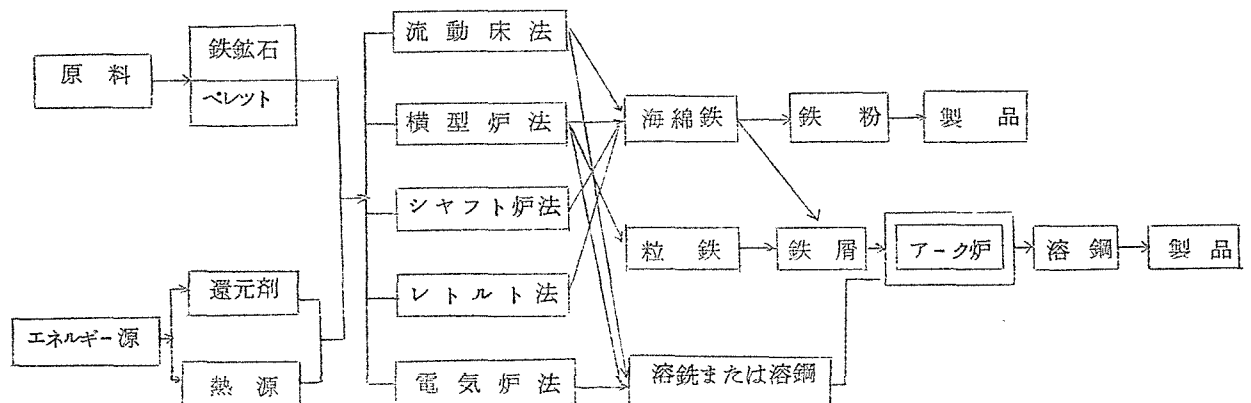 原料
鉄鉱石
ペレット
エネルギー源
還元剤
熱源
流動床法
横型炉法
シャフト炉法
レトルト法
電気炉法
海綿鉄
鉄粉
製品
粒鉄
鉄屑
アーク炉
溶鋼
製品
溶銑または溶鋼